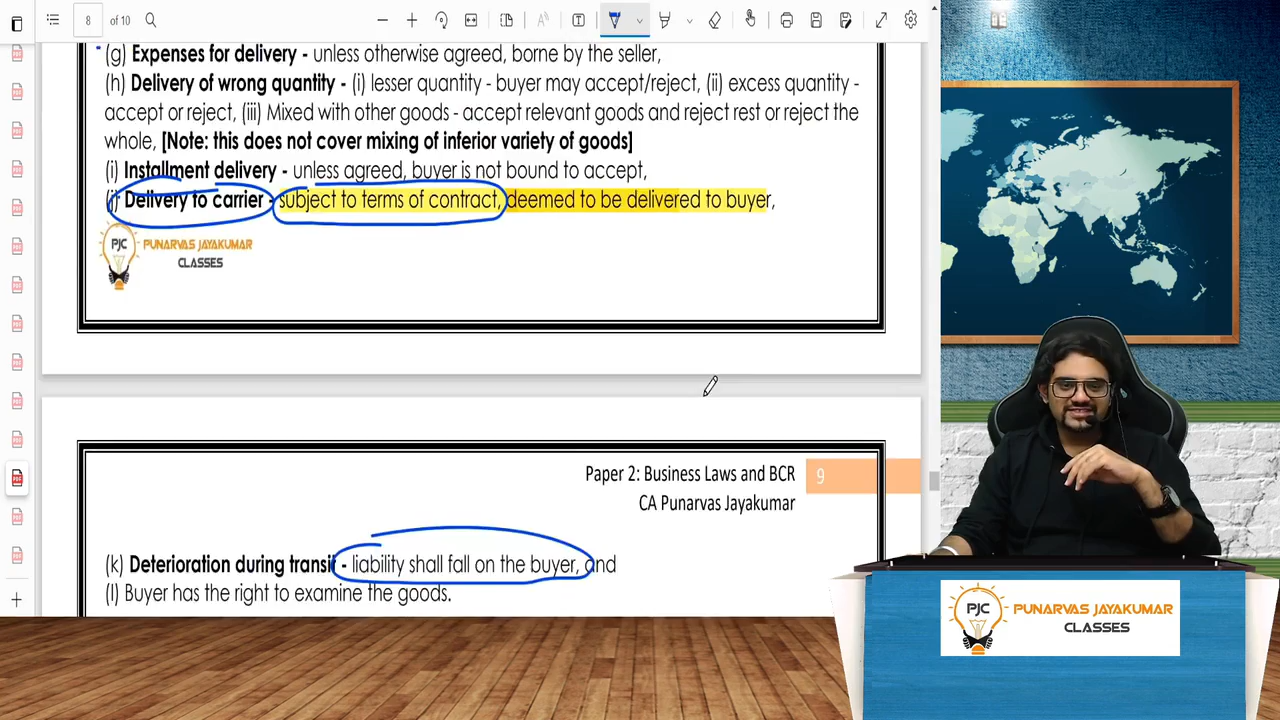 8 of 10
(g) Expenses for delivery - unless otherwise agreed, borne by the seller,
(h) Delivery of wrong quantity - (i) lesser quantity - buyer may accept/reject, (ii) excess quantity -
accept or reject, (iii) Mixed with other goods - accept relevant goods and reject rest or reject the
whole, [Note: this does not cover mixing of inferior variety of goods]
(i) Installment delivery - unless agreed, buyer is not bound to accept,
(j) Delivery to carrier - subject to terms of contract, deemed to be delivered to buyer,
PJC PUNARVAS JAYAKUMAR
CLASSES
Paper 2: Business Laws and BCR 9
CA Punarvas Jayakumar
(k) Deterioration during transit - liability shall fall on the buyer, and
(l) Buyer has the right to examine the goods.
PJC PUNARVAS JAYAKUMAR
CLASSES